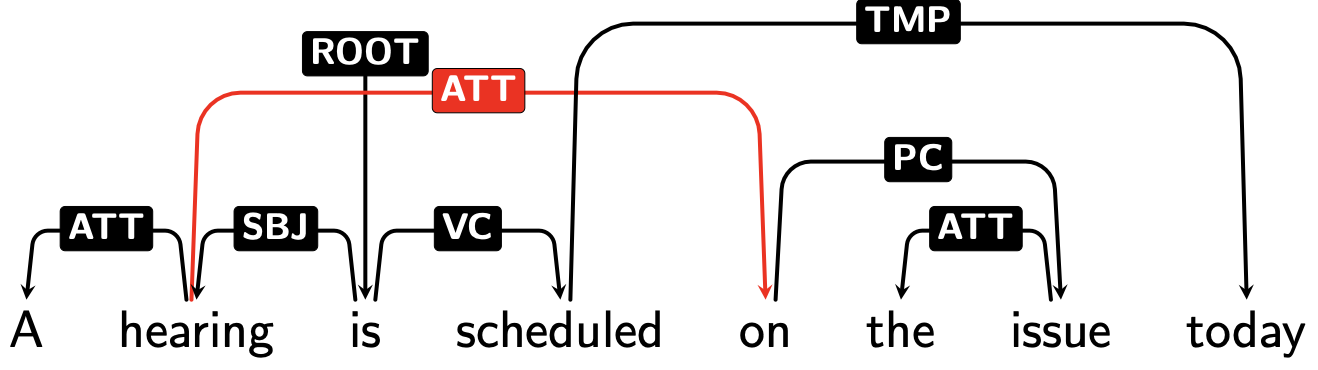 TMP
ROOT
ATT
PC
ATT SBJ VC ATT
A hearing is scheduled on the issue today